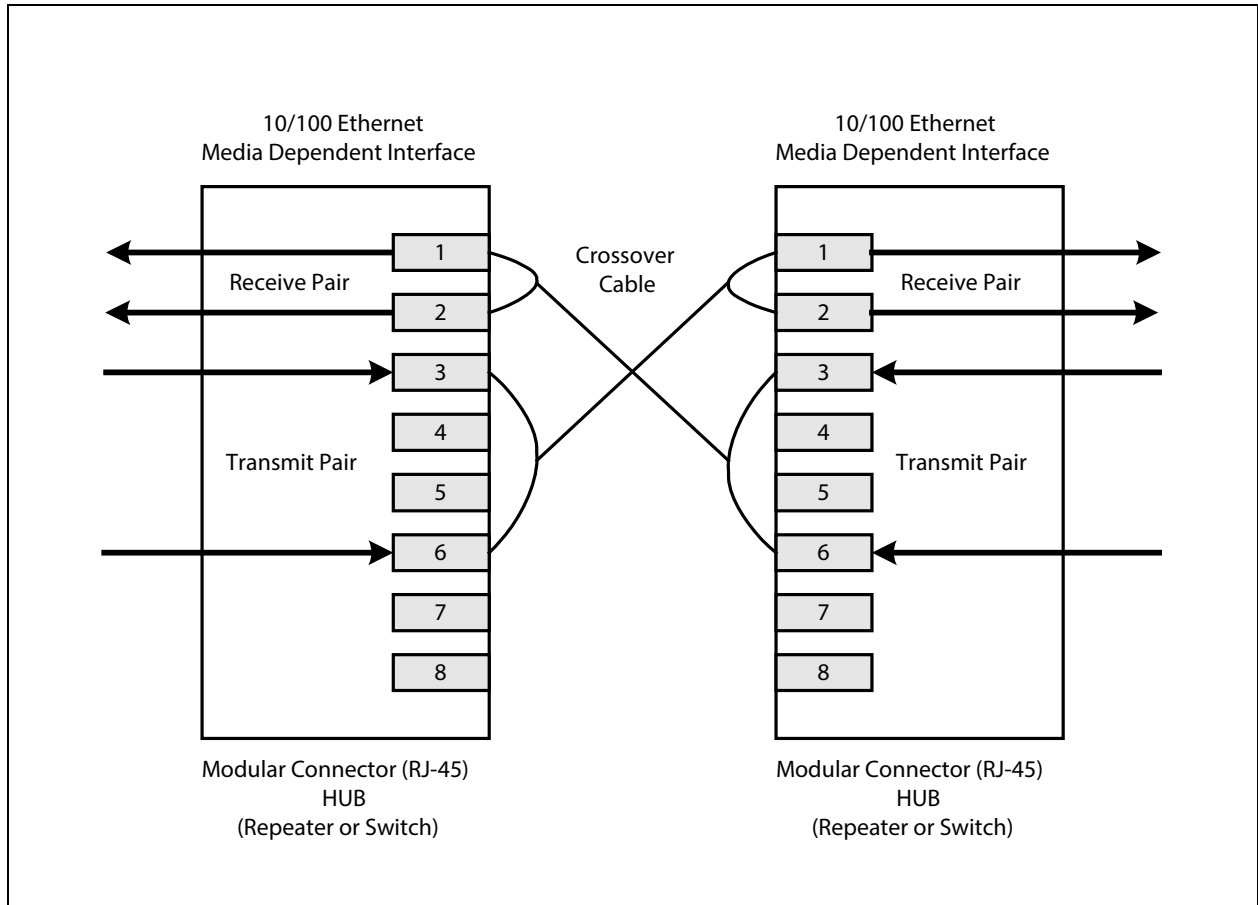 10/100 Ethernet
Media Dependent Interface
10/100 Ethernet
Media Dependent Interface
1
Receive Pair
2
3
4
Transmit Pair
5
6
7
8
Crossover
Cable
1
Receive Pair
2
3
4
Transmit Pair
5
6
7
8
Modular Connector (RJ-45)
HUB
(Repeater or Switch)
Modular Connector (RJ-45)
HUB
(Repeater or Switch)